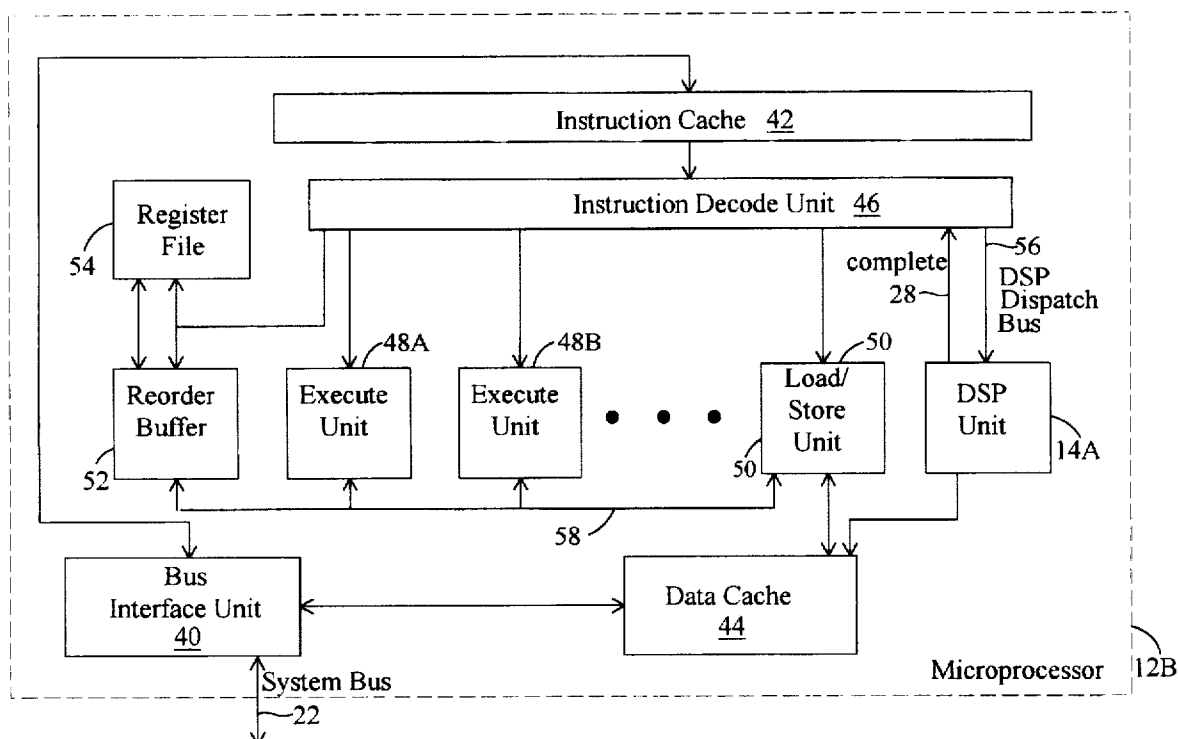 Instruction Cache 42
Instruction Decode Unit 46
Register
File
54
complete
28
56
DSP
Dispatch
Bus
48A
48B
50
Reorder
Buffer
52
Execute
Unit
Execute
Unit
Load/
Store
Unit
50
DSP
Unit
14A
58
Bus
Interface Unit
40
Data Cache
44
Microprocessor
12B
System Bus
22